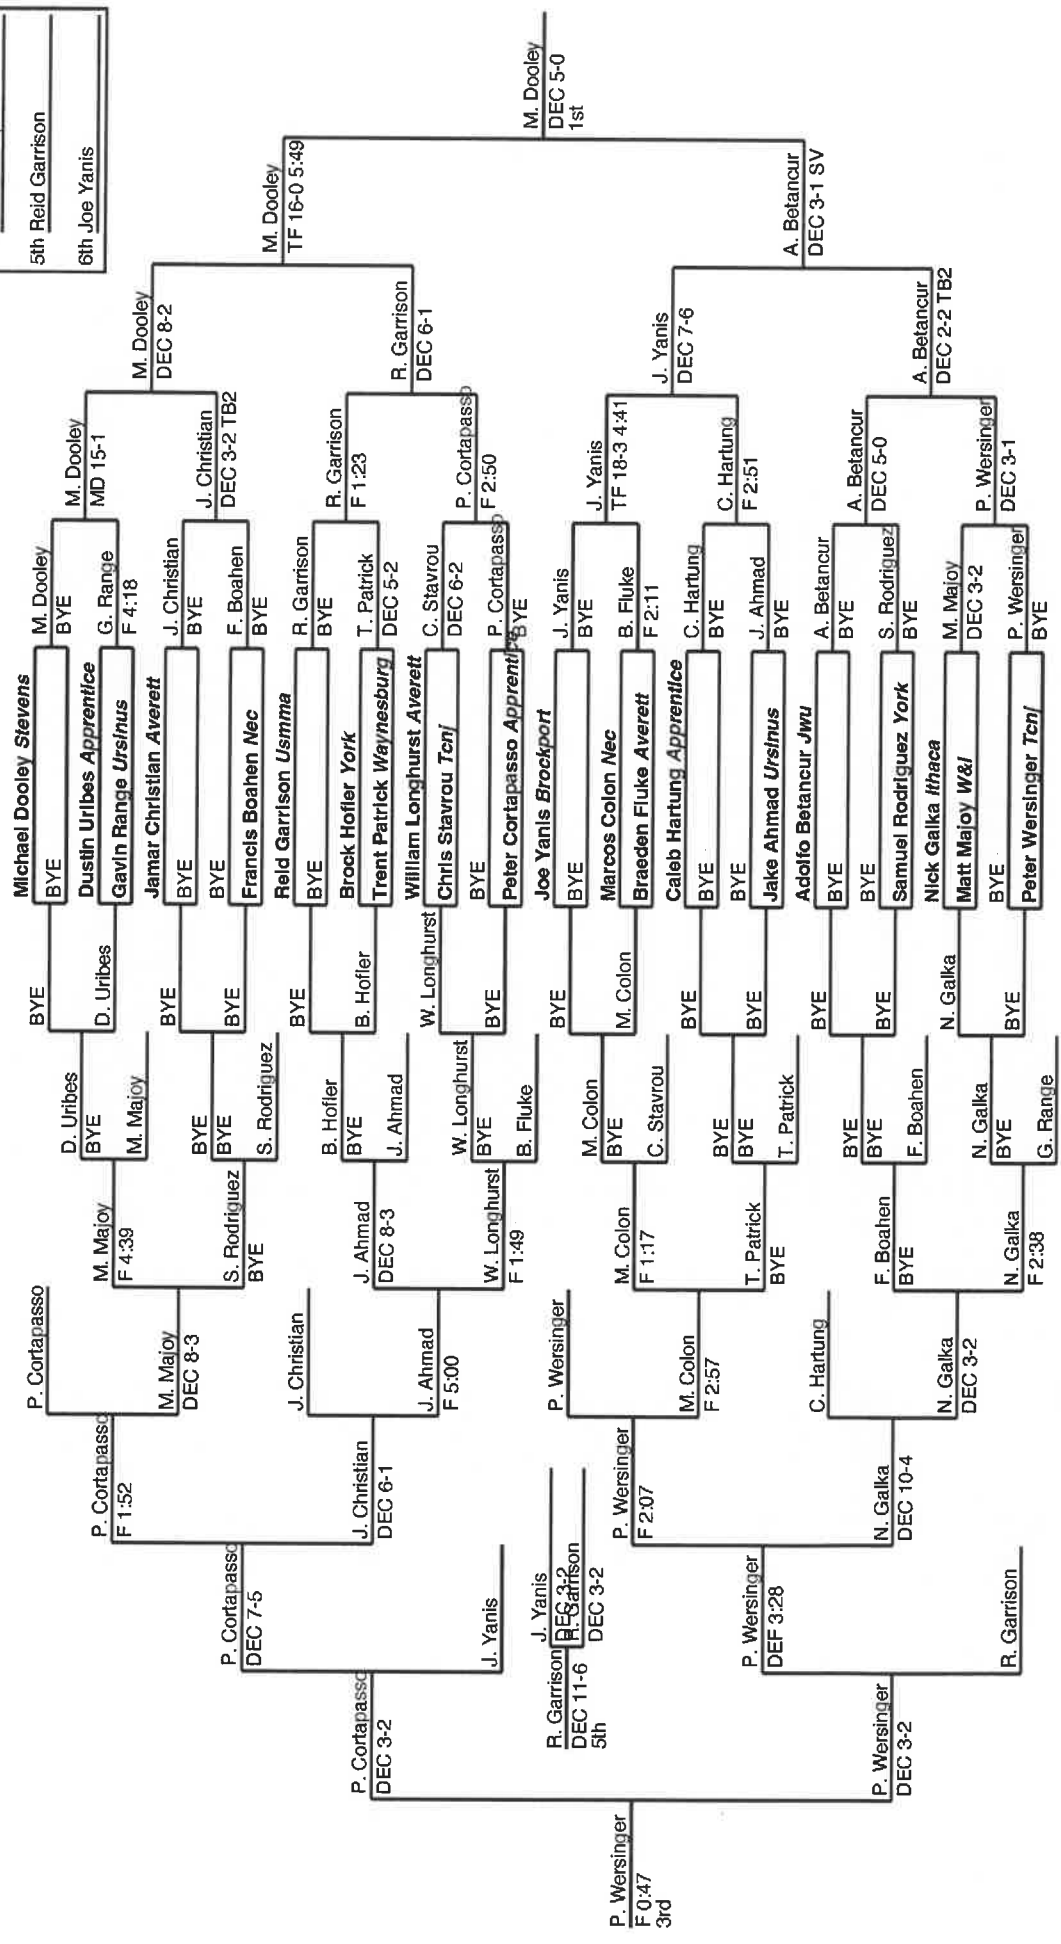 5th Reid Garrison
6th Joe Yanis
Michael Dooley Stevens
BYE
Dustin Uribes Apprentice
Gavin Range Ursinus
Jamar Christian Averett
BYE
BYE
Francis Boahen Nec
Reid Garrison Usmma
BYE
Brock Hofler York
Trent Patrick Waynesburg
William Longhurst Averett
Chris Stavrou Tcnj
BYE
Peter Cortapasso Apprentice
Joe Yanis Brockport
BYE
Marcos Colon Nec
Braeden Fluke Averett
Caleb Hartung Apprentice
BYE
BYE
Jake Ahmad Ursinus
Adolfo Betancur Jwu
BYE
BYE
Samuel Rodriguez York
Nick Galka Ithaca
Matt Majoy W&l
BYE
Peter Wersinger Tcnj
M. Dooley
BYE
G. Range
F 4:18
J. Christian
BYE
F. Boahen
BYE
R. Garrison
BYE
T. Patrick
DEC 5-2
C. Stavrou
DEC 6-2
P. Cortapasso
BYE
J. Yanis
BYE
B. Fluke
F 2:11
C. Hartung
BYE
J. Ahmad
BYE
A. Betancur
BYE
S. Rodriguez
BYE
M. Majoy
DEC 3-2
P. Wersinger
BYE
M. Dooley
MD 15-1
J. Christian
DEC 3-2 TB2
R. Garrison
F 1:23
P. Cortapasso
F 2:50
J. Yanis
TF 18-3 4:41
C. Hartung
F 2:51
A. Betancur
DEC 5-0
P. Wersinger
DEC 3-1
M. Dooley
DEC 8-2
R. Garrison
DEC 6-1
J. Yanis
DEC 7-6
A. Betancur
DEC 2-2 TB2
M. Dooley
TF 16-0 5:49
A. Betancur
DEC 3-1 SV
M. Dooley
DEC 5-0
1st
BYE
D. Uribes
BYE
BYE
BYE
B. Hofler
W. Longhurst
BYE
BYE
M. Colon
BYE
BYE
BYE
BYE
N. Galka
BYE
D. Uribes
BYE
M. Majoy
BYE
BYE
S. Rodriguez
B. Hofler
BYE
J. Ahmad
W. Longhurst
BYE
B. Fluke
M. Colon
BYE
C. Stavrou
BYE
BYE
T. Patrick
BYE
BYE
F. Boahen
N. Galka
BYE
G. Range
M. Majoy
F 4:39
S. Rodriguez
BYE
J. Ahmad
DEC 8-3
W. Longhurst
F 1:49
M. Colon
F 1:17
T. Patrick
BYE
F. Boahen
BYE
N. Galka
F 2:38
P. Cortapasso
M. Majoy
DEC 8-3
J. Christian
J. Ahmad
F 5:00
P. Wersinger
M. Colon
F 2:57
C. Hartung
N. Galka
DEC 3-2
P. Cortapasso
F 1:52
J. Christian
DEC 6-1
P. Wersinger
F 2:07
N. Galka
DEC 10-4
P. Cortapasso
DEC 7-5
J. Yanis
J. Yanis
DEC 3-2
R. Garrison
DEC 3-2
P. Wersinger
DEF 3:28
R. Garrison
R. Garrison
DEC 11-6
5th
P. Cortapasso
DEC 3-2
P. Wersinger
DEC 3-2
P. Wersinger
F 0:47
3rd